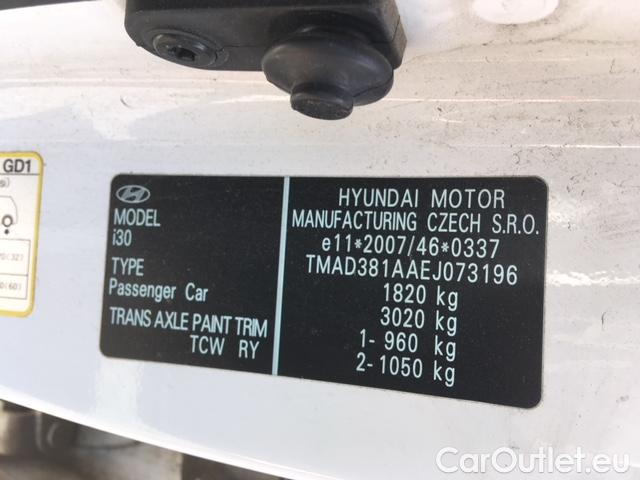 GD1
MODEL
i30
TYPE
Passenger Car
TRANS AXLE PAINT TRIM
TCW RY
HYUNDAI MOTOR
MANUFACTURING CZECH S.R.O.
e11*2007/46*0337
TMAD381AAEJ073196
1820 kg
3020 kg
1- 960 kg
2- 1050 kg
CarOutlet.eu